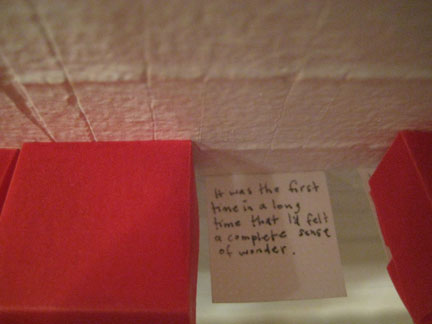 It was the first
time in a long
time that I'd felt
a complete sense
of wonder.